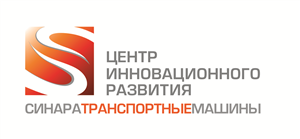 ЦЕНТР
ИННОВАЦИОННОГО
РАЗВИТИЯ
СИНАРАТРАНСПОРТНЫЕМАШИНЫ